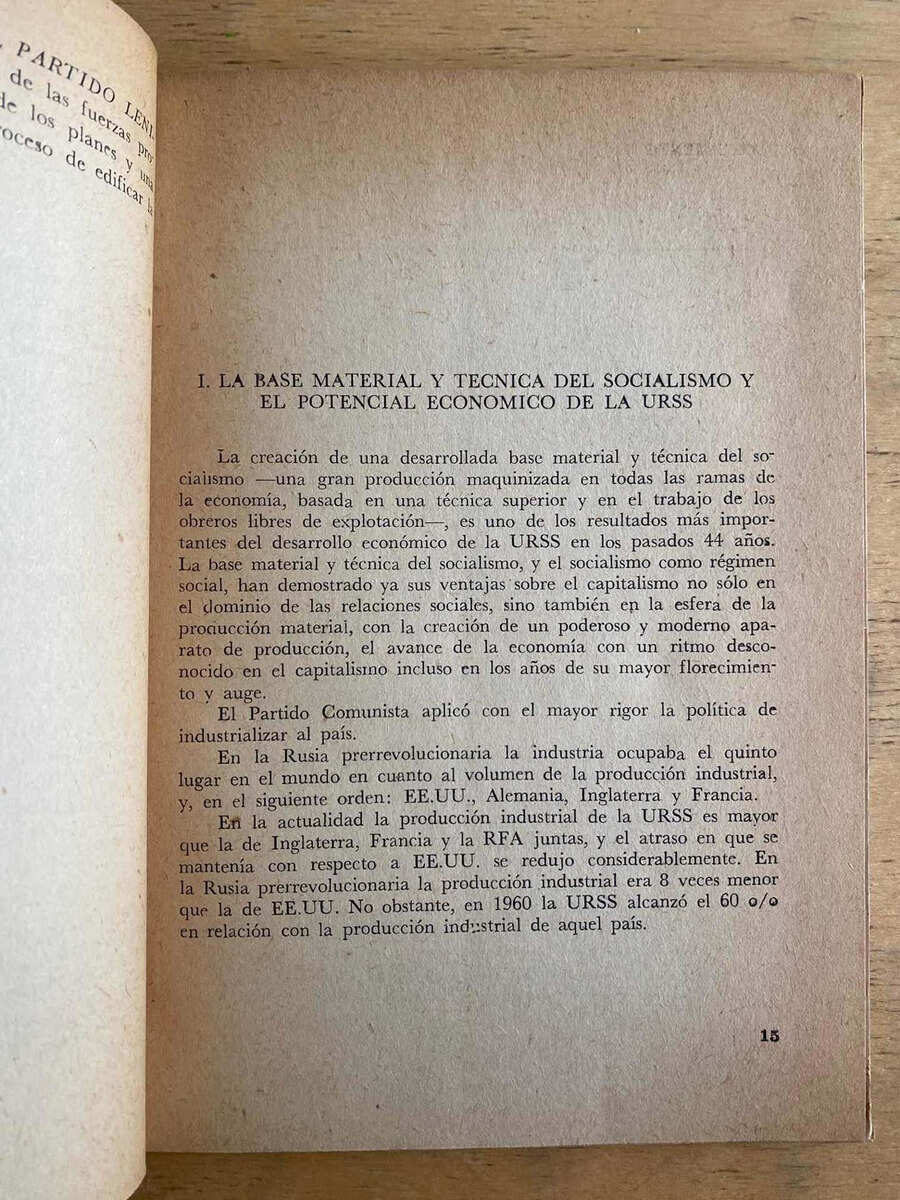 PARTIDO LENI-
de las fuerzas pro-
de los planes y una
oceso de edificar la
I. LA BASE MATERIAL Y TECNICA DEL SOCIALISMO Y
EL POTENCIAL ECONOMICO DE LA URSS
La creación de una desarrollada base material y técnica del so-
cialismo —una gran producción maquinizada en todas las ramas de
la economía, basada en una técnica superior y en el trabajo de los
obreros libres de explotación—, es uno de los resultados más impor-
tantes del desarrollo económico de la URSS en los pasados 44 años.
La base material y técnica del socialismo, y el socialismo como régimen
social, han demostrado ya sus ventajas sobre el capitalismo no sólo en
el dominio de las relaciones sociales, sino también en la esfera de la
producción material, con la creación de un poderoso y moderno apa-
rato de producción, el avance de la economía con un ritmo desco-
nocido en el capitalismo incluso en los años de su mayor florecimien-
to y auge.
El Partido Comunista aplicó con el mayor rigor la política de
industrializar al país.
En la Rusia prerrevolucionaria la industria ocupaba el quinto
lugar en el mundo en cuanto al volumen de la producción industrial,
y, en el siguiente orden: EE.UU., Alemania, Inglaterra y Francia.
En la actualidad la producción industrial de la URSS es mayor
que la de Inglaterra, Francia y la RFA juntas, y el atraso en que se
mantenía con respecto a EE.UU. se redujo considerablemente. En
la Rusia prerrevolucionaria la producción industrial era 8 veces menor
que la de EE.UU. No obstante, en 1960 la URSS alcanzó el 60 o/o
en relación con la producción industrial de aquel país.
15